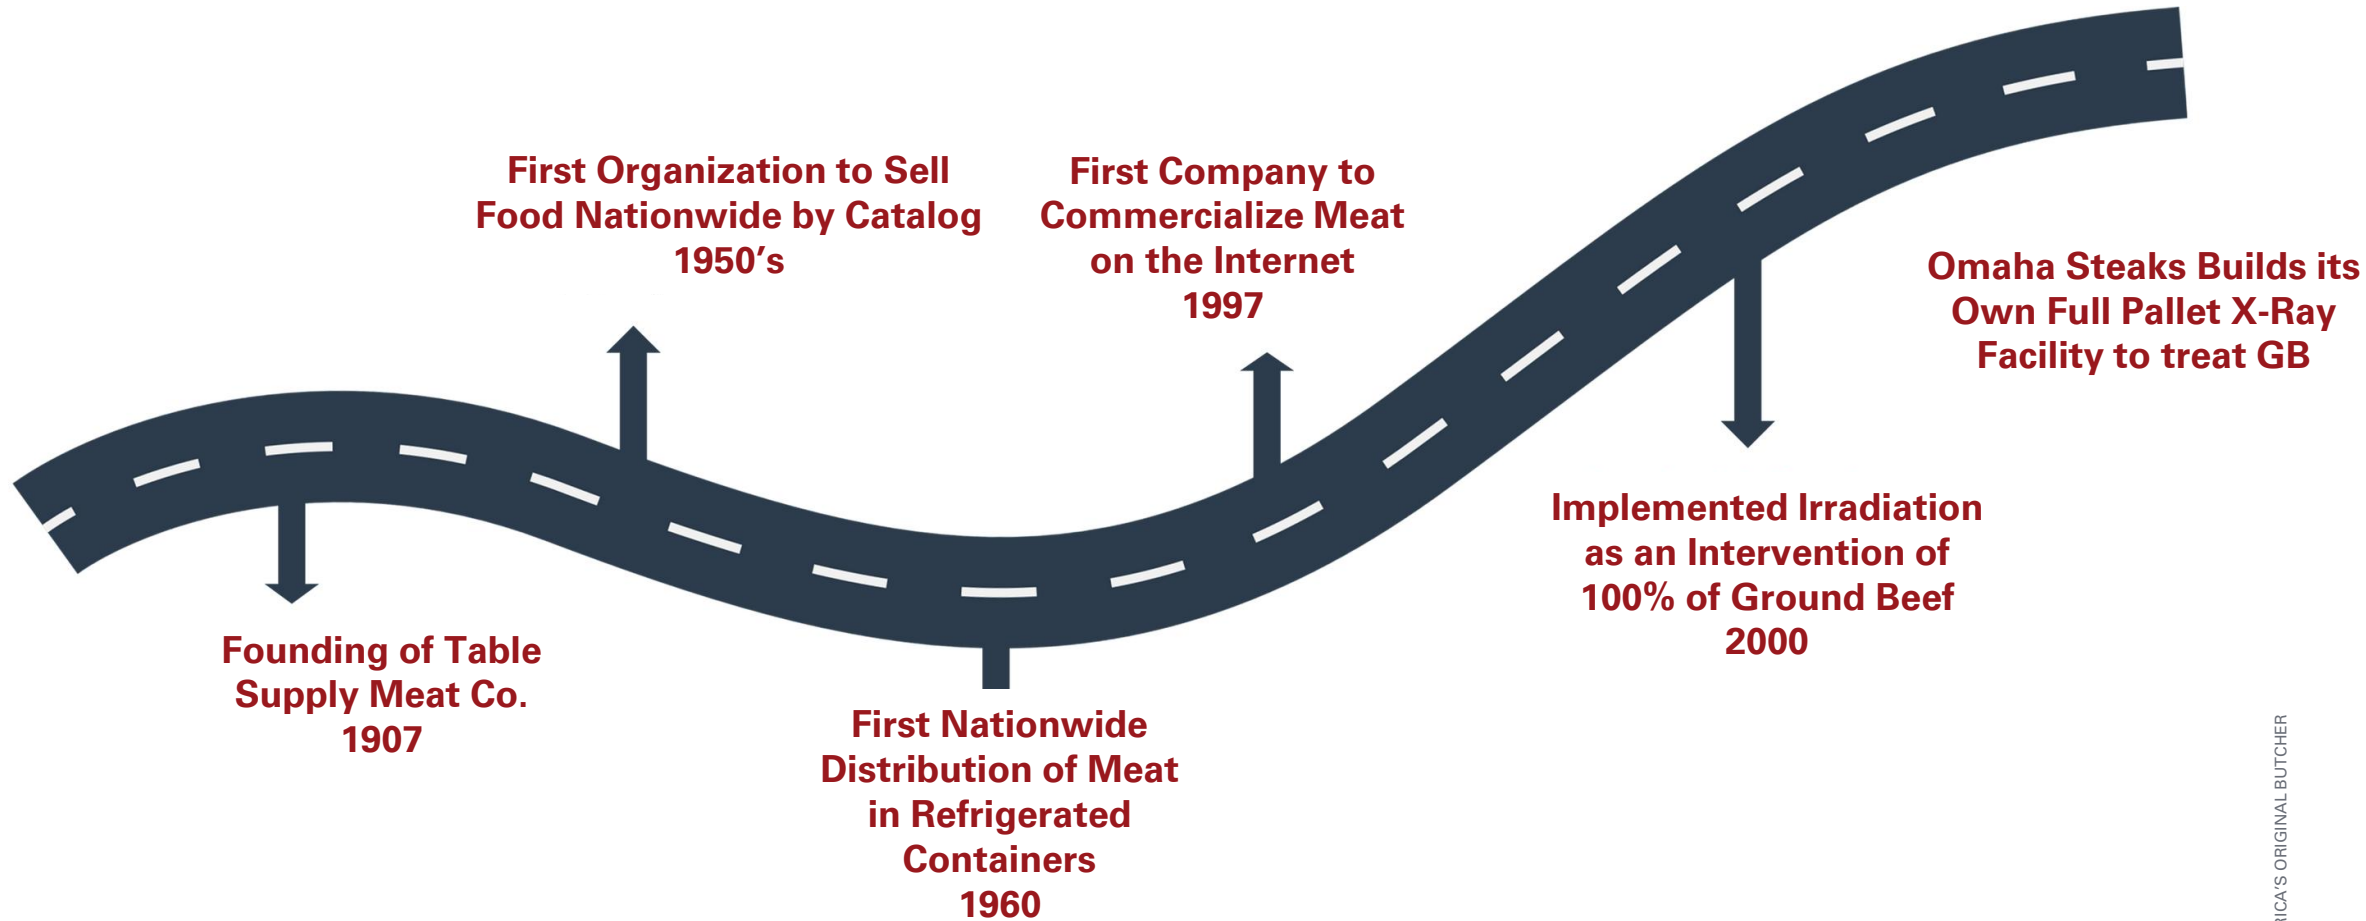 First Organization to Sell
Food Nationwide by Catalog
1950's
First Company to
Commercialize Meat
on the Internet
1997
Omaha Steaks Builds its
Own Full Pallet X-Ray
Facility to treat GB
Founding of Table
Supply Meat Co.
1907
First Nationwide
Distribution of Meat
in Refrigerated
Containers
1960
Implemented Irradiation
as an Intervention of
100% of Ground Beef
2000
ORIGINAL BUTCHER